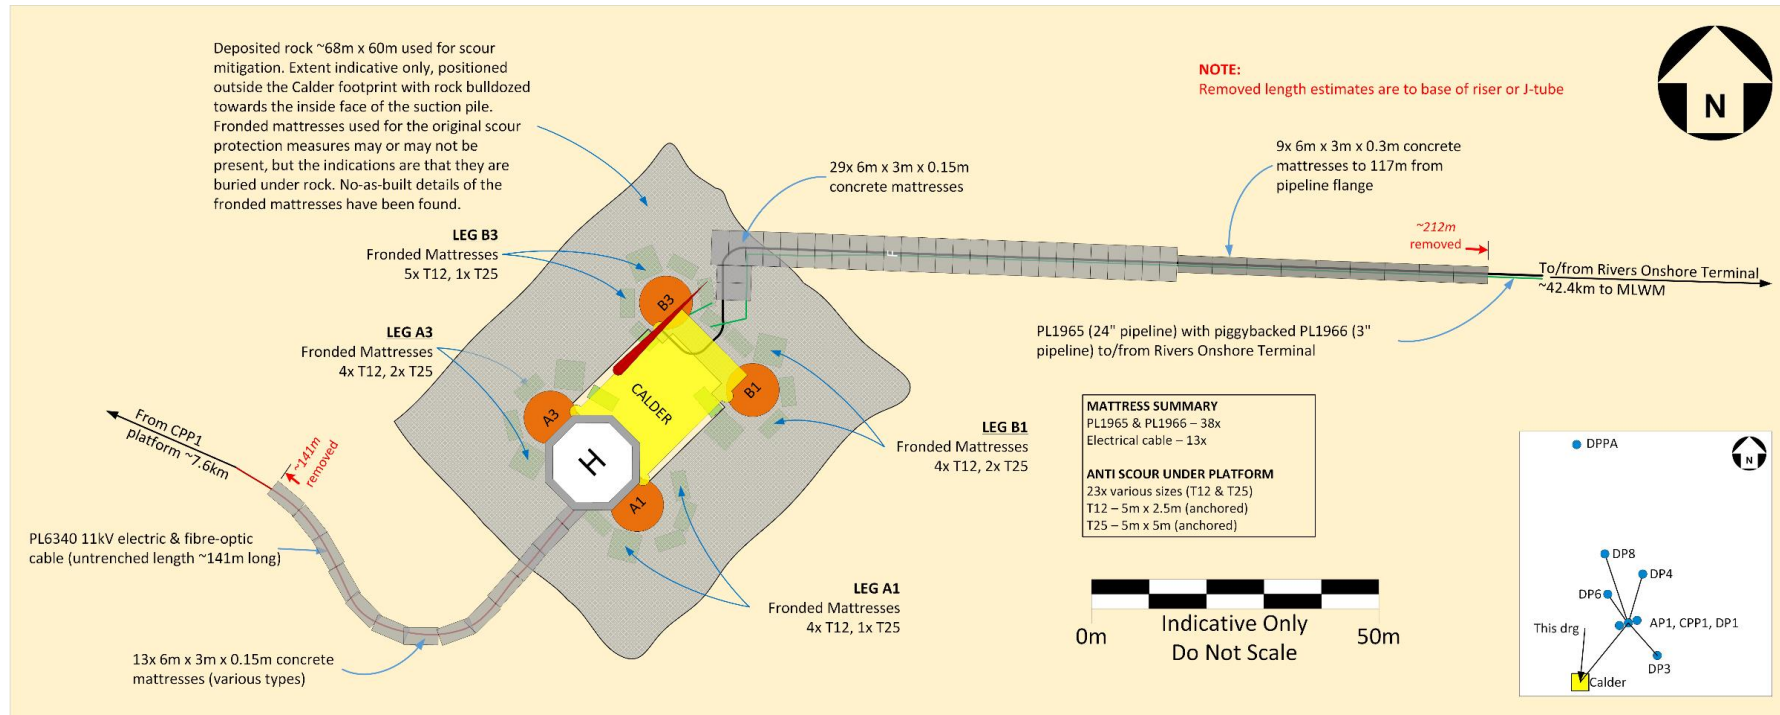 Deposited rock ~68m x 60m used for scour
mitigation. Extent indicative only, positioned
outside the Calder footprint with rock bulldozed
towards the inside face of the suction pile.
Fronded mattresses used for the original scour
protection measures may or may not be
present, but the indications are that they are
buried under rock. No-as-built details of the
fronded mattresses have been found.
NOTE:
Removed length estimates are to base of riser or J-tube
N
29x 6m x 3m x 0.15m
concrete mattresses
9x 6m x 3m x 0.3m concrete
mattresses to 117m from
pipeline flange
~212m
removed
To/from Rivers Onshore Terminal
~42.4km to MLWM
PL1965 (24" pipeline) with piggybacked PL1966 (3"
pipeline) to/from Rivers Onshore Terminal
LEG B3
Fronded Mattresses
5x T12, 1x T25
LEG A3
Fronded Mattresses
4x T12, 2x T25
B3
A3
B1
A1
CALDER
H
LEG B1
Fronded Mattresses
4x T12, 2x T25
LEG A1
Fronded Mattresses
4x T12, 1x T25
From CPP1
platform ~7.6km
~141m
removed
PL6340 11kV electric & fibre-optic
cable (untrenched length ~141m long)
13x 6m x 3m x 0.15m concrete
mattresses (various types)
MATTRESS SUMMARY
PL1965 & PL1966 – 38x
Electrical cable – 13x
ANTI SCOUR UNDER PLATFORM
23x various sizes (T12 & T25)
T12 – 5m x 2.5m (anchored)
T25 – 5m x 5m (anchored)
0m
Indicative Only
50m
Do Not Scale
DPPA
N
DP8
DP4
DP6
AP1, CPP1, DP1
This drg
DP3
Calder